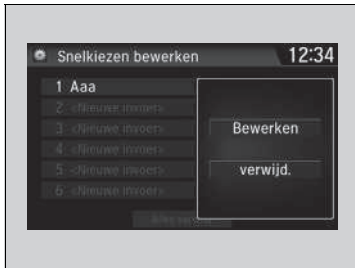 Snelkiezen bewerken 12:34
1 Aaa
2 <Nieuwe invoer>
3 <Nieuwe invoer>
Bewerken
4 <Nieuwe invoer>
5 <Nieuwe invoer>
verwijd.
6 <Nieuwe invoer>